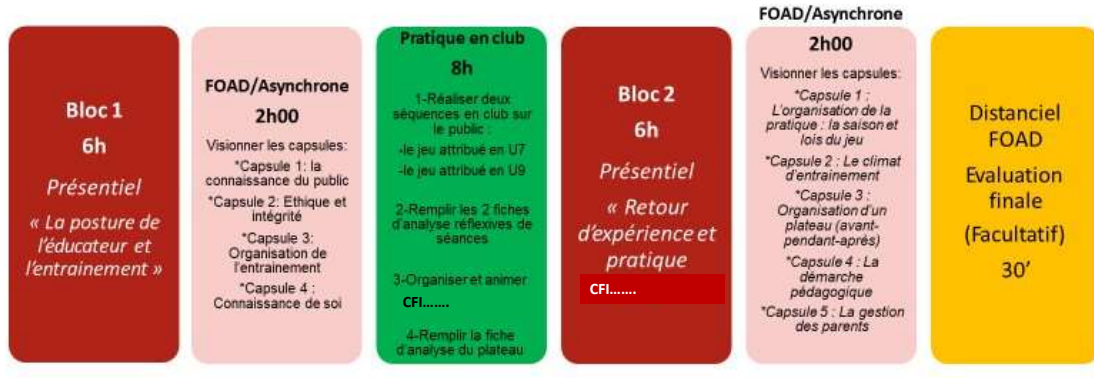 Bloc 1
6h
Présentiel
« La posture de
l'éducateur et
l'entrainement »
FOAD/Asynchrone
2h00
Visionner les capsules:
*Capsule 1: la
connaissance du public
*Capsule 2: Ethique et
intégrité
*Capsule 3:
Organisation de
l'entrainement
*Capsule 4 :
Connaissance de soi
Pratique en club
8h
1-Réaliser deux
séquences en club sur
le public :
-le jeu attribué en U7
-le jeu attribué en U9
2-Remplir les 2 fiches
d'analyse réflexives de
séances
3-Organiser et animer
CFI.......
4-Remplir la fiche
d'analyse du plateau
Bloc 2
6h
Présentiel
« Retour
d'expérience et
pratique
CFI.......
FOAD/Asynchrone
2h00
Visionner les capsules:
*Capsule 1 :
L'organisation de la
pratique : la saison et
lois du jeu
*Capsule 2 : Le climat
d'entrainement
*Capsule 3 :
Organisation d'un
plateau (avant-
pendant-après)
*Capsule 4 : La
démarche
pédagogique
*Capsule 5 : La gestion
des parents
Distanciel
FOAD
Evaluation
finale
(Facultatif)
30'